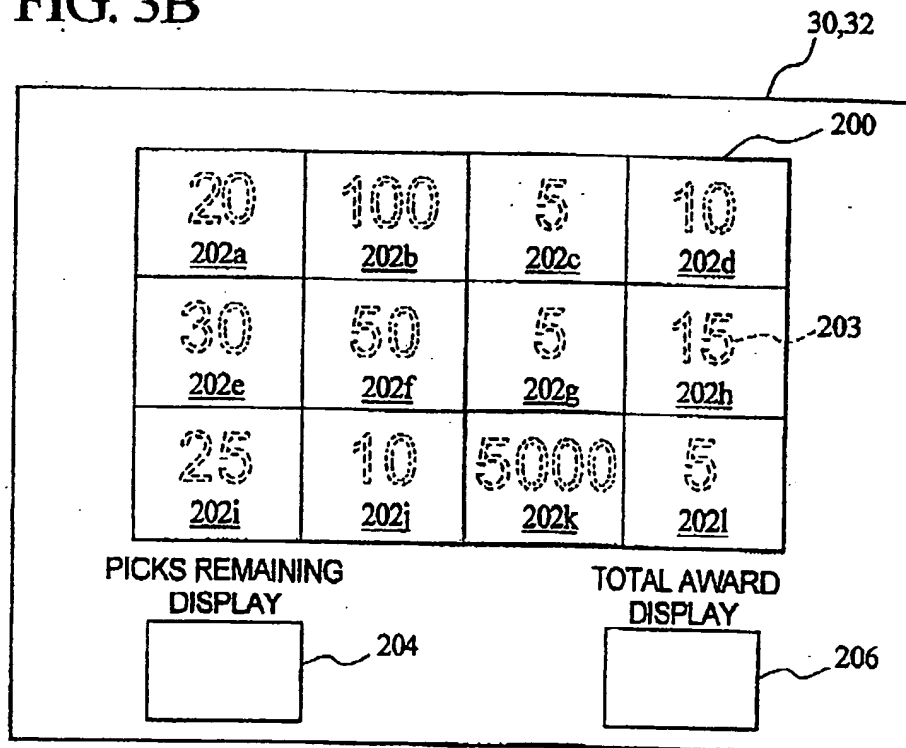 FIG. 3B
30,32
200
20 100 5 10
202a 202b 202c 202d
30 50 5 15 203
202e 202f 202g 202h
25 10 5000 5
202i 202j 202k 202l
PICKS REMAINING
DISPLAY
TOTAL AWARD
DISPLAY
204
206